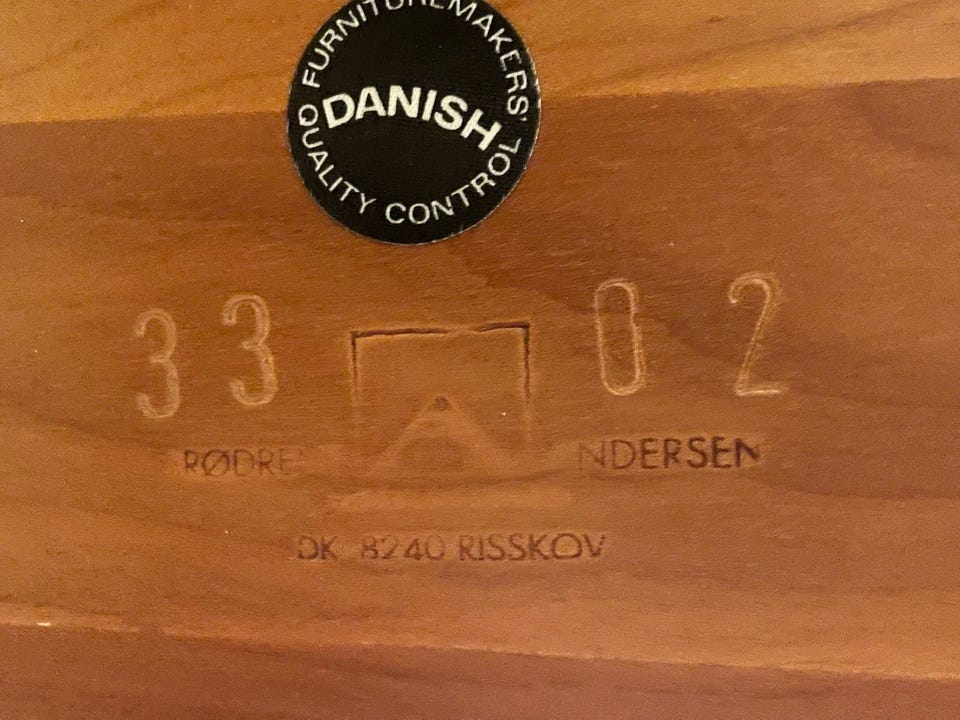 FURNITUREMAKERS'
DANISH
QUALITY CONTROL
33 02
RØDRE NDERSEN
DK 8240 RISSKOV